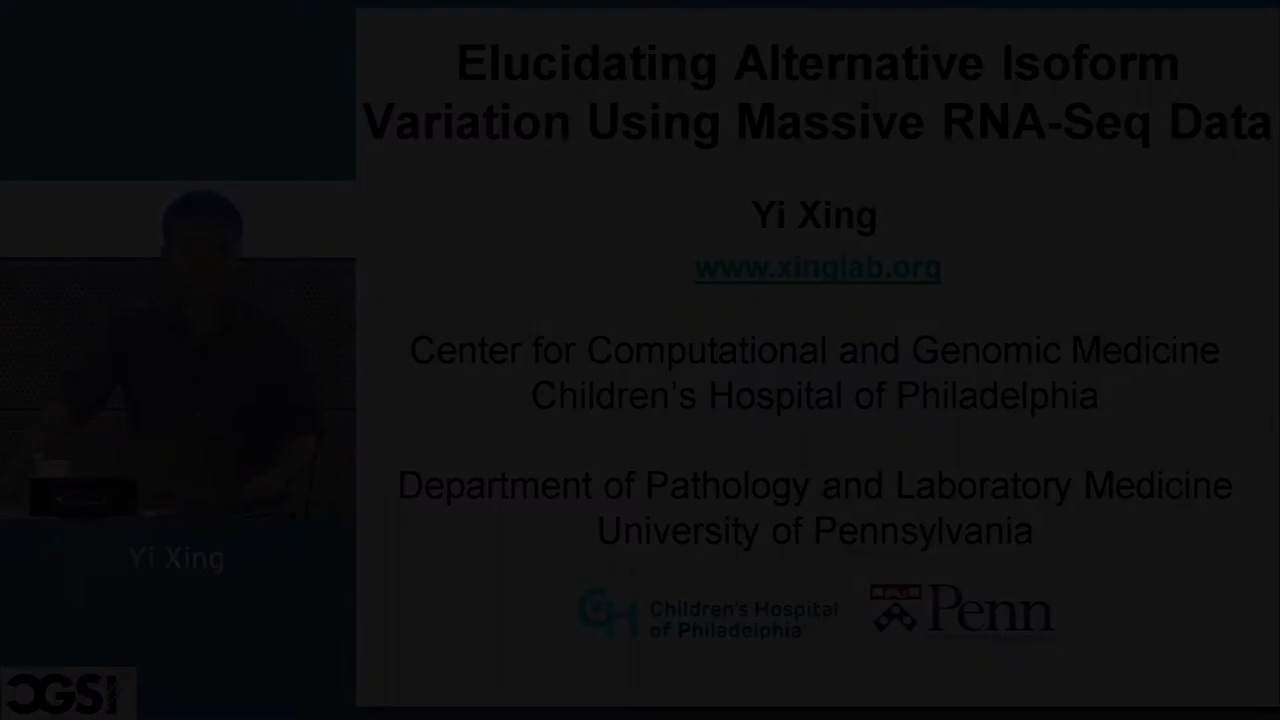 Elucidating Alternative Isoform
Variation Using Massive RNA-Seq Data
Yi Xing
www.xinglab.org
Center for Computational and Genomic Medicine
Children's Hospital of Philadelphia
Department of Pathology and Laboratory Medicine
University of Pennsylvania
Children's Hospital
of Philadelphia
Penn
Yi Xing
CGSI